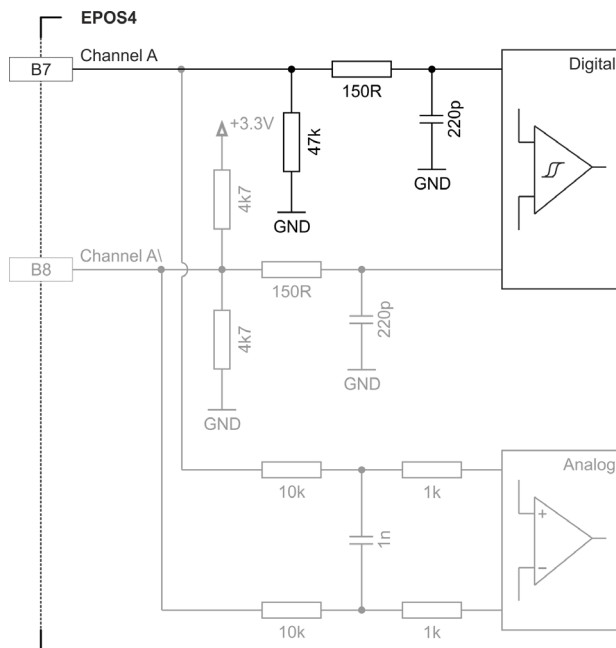 EPOS4
B7
Channel A
150R
Digital
220p
47k
GND
GND
+3.3V
4k7
B8
Channel A\
150R
4k7
220p
GND
GND
Analog
10k
1k
1n
+
−
10k
1k